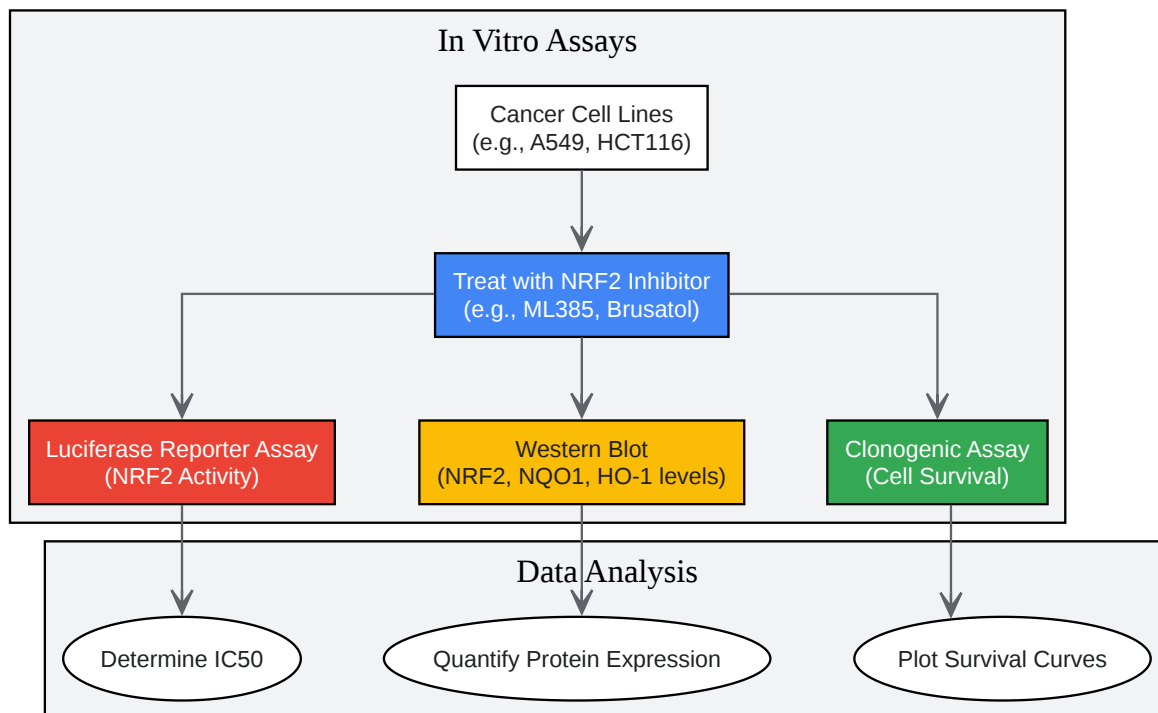 In Vitro Assays
Cancer Cell Lines
(e.g., A549, HCT116)
Treat with NRF2 Inhibitor
(e.g., ML385, Brusatol)
Luciferase Reporter Assay
(NRF2 Activity)
Western Blot
(NRF2, NQO1, HO-1 levels)
Clonogenic Assay
(Cell Survival)
Data Analysis
Determine IC50
Quantify Protein Expression
Plot Survival Curves